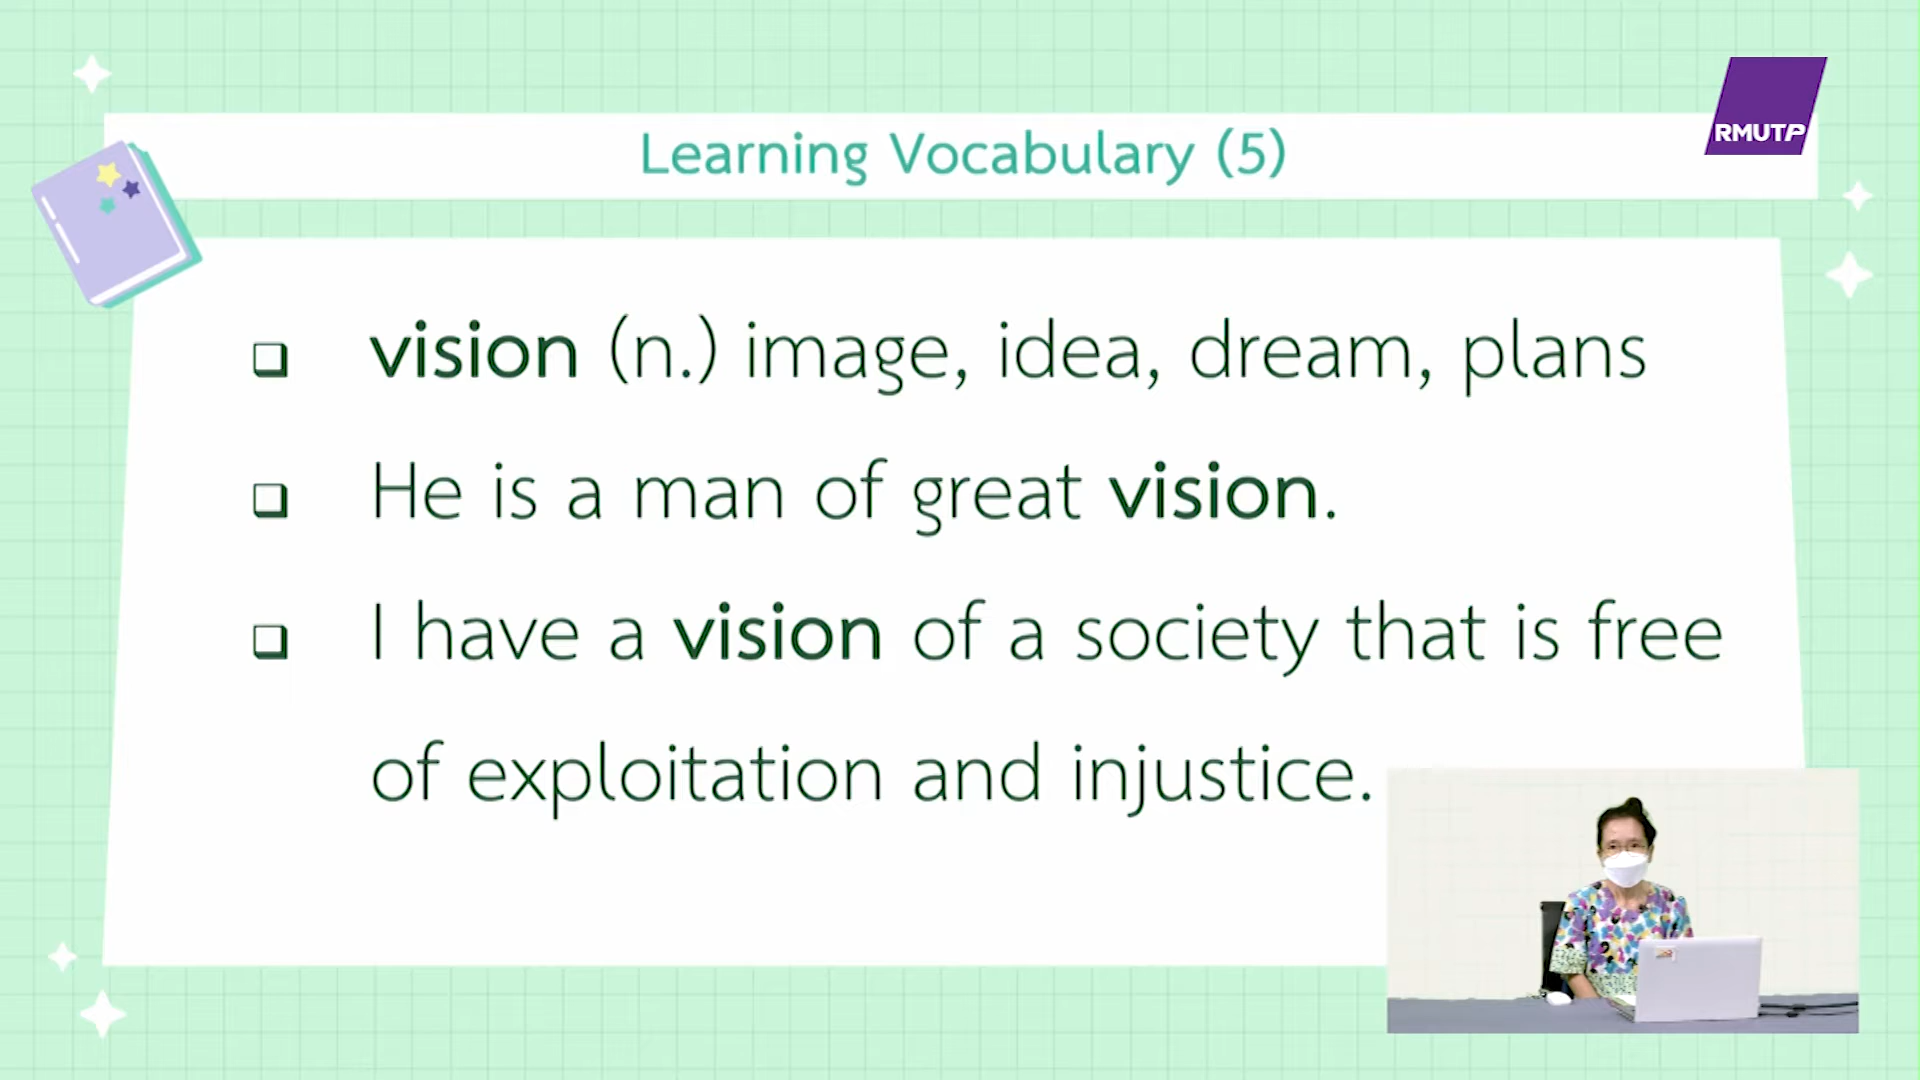 RMUTP
Learning Vocabulary (5)
vision (n.) image, idea, dream, plans
He is a man of great vision.
I have a vision of a society that is free
of exploitation and injustice.